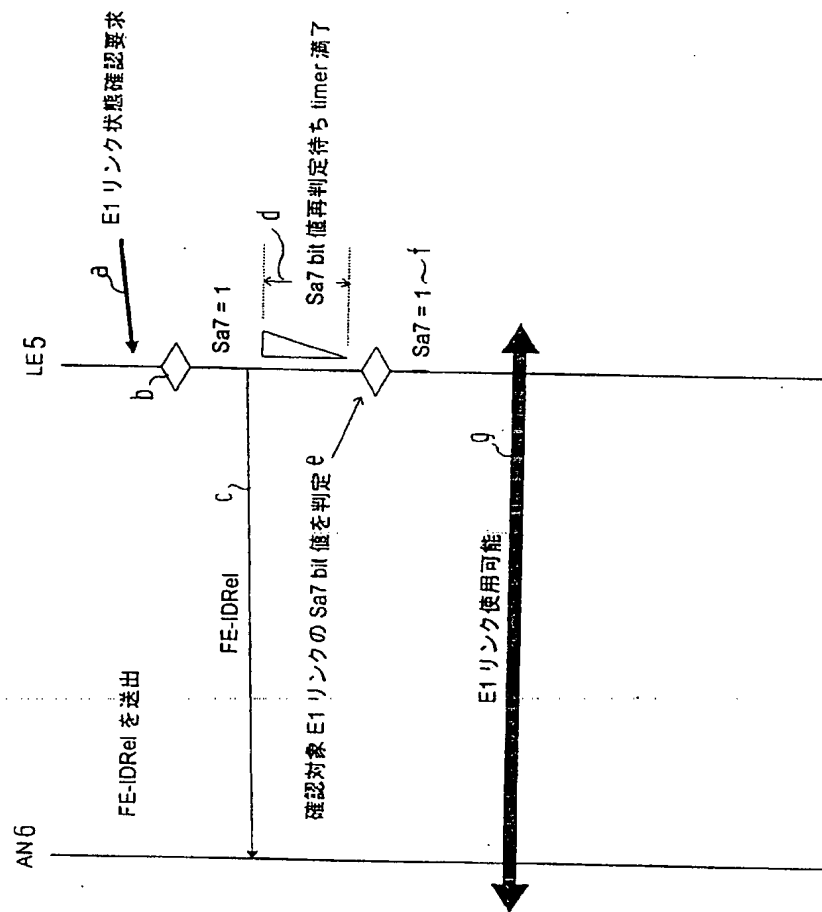 AN6
LE5
a
E1 リンク状態確認要求
b
FE-IDRel を送出
Sa7 = 1
c
FE-IDRel
d
Sa7 bit 値再判定待ち timer 満了
確認対象 E1 リンクの Sa7 bit 値を判定 e
Sa7 = 1～f
g
E1 リンク使用可能